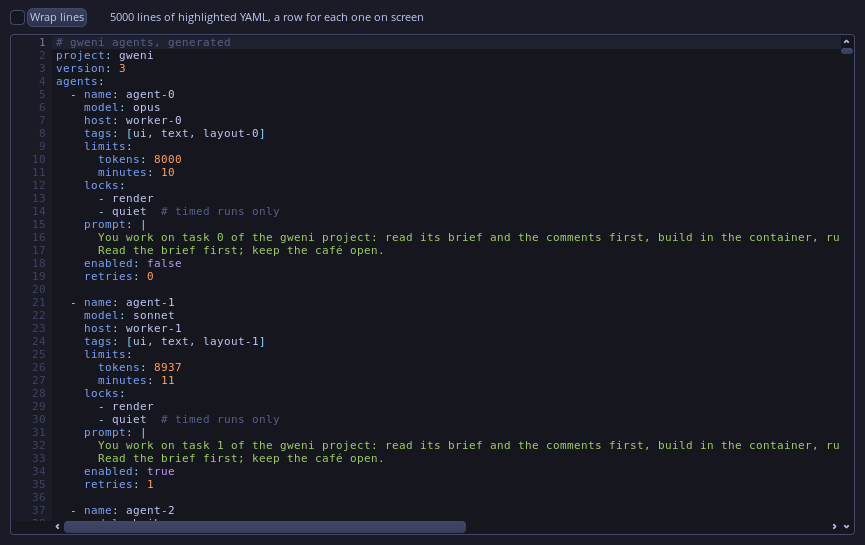 Wrap lines 5000 lines of highlighted YAML, a row for each one on screen
1 # gweni agents, generated
2 project: gweni
3 version: 3
4 agents:
5   - name: agent-0
6     model: opus
7     host: worker-0
8     tags: [ui, text, layout-0]
9     limits:
10       tokens: 8000
11       minutes: 10
12     locks:
13       - render
14       - quiet  # timed runs only
15     prompt: |
16       You work on task 0 of the gweni project: read its brief and the comments first, build in the container, ru
17       Read the brief first; keep the café open.
18     enabled: false
19     retries: 0
20
21   - name: agent-1
22     model: sonnet
23     host: worker-1
24     tags: [ui, text, layout-1]
25     limits:
26       tokens: 8937
27       minutes: 11
28     locks:
29       - render
30       - quiet  # timed runs only
31     prompt: |
32       You work on task 1 of the gweni project: read its brief and the comments first, build in the container, ru
33       Read the brief first; keep the café open.
34     enabled: true
35     retries: 1
36
37   - name: agent-2